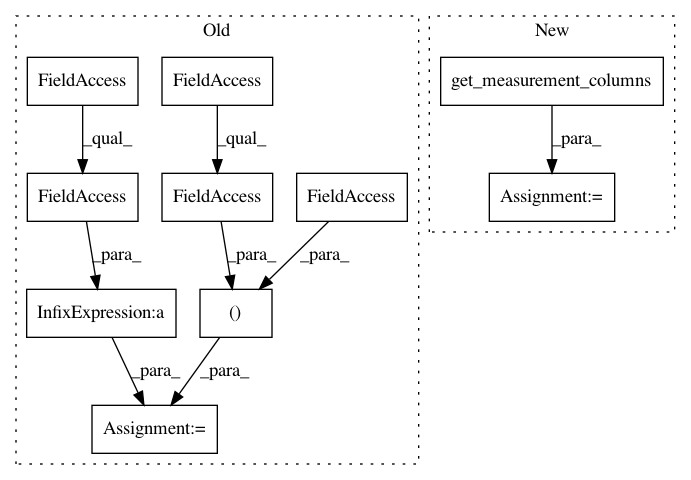 Old
New
FieldAccess
FieldAccess
get_measurement_columns
_qual_
_qual_
_para_
FieldAccess
FieldAccess
FieldAccess
Assignment:=
_para_
_para_
_para_
InfixExpression:a
()
_para_
_para_
Assignment:=